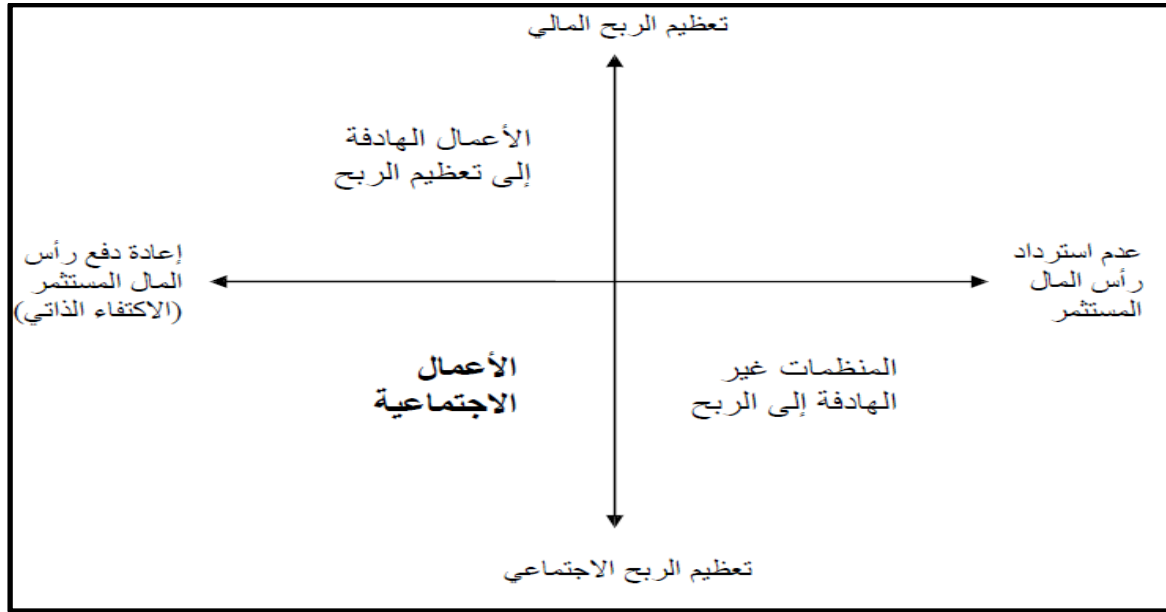 تعظيم الربح المالي
الأعمال الهادفة
إلى تعظيم الربح
عدم استرداد
رأس المال
المستثمر
إعادة دفع رأس
المال المستثمر
(الاكتفاء الذاتي)
المنظمات غير
الهادفة إلى الربح
الأعمال
الاجتماعية
تعظيم الربح الاجتماعي